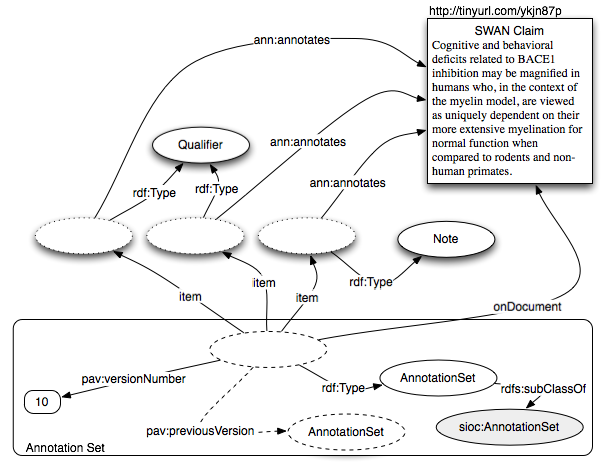 http://tinyurl.com/ykjn87p
SWAN Claim
Cognitive and behavioral
deficits related to BACE1
inhibition may be magnified in
humans who, in the context of
the myelin model, are viewed
as uniquely dependent on their
more extensive myelination for
normal function when
compared to rodents and non-
human primates.
ann:annotates
Qualifier
ann:annotates
rdf:Type
rdf:Type
ann:annotates
Note
rdf:Type
item
item
item
onDocument
pav:versionNumber
10
rdf:Type
AnnotationSet
rdfs:subClassOf
pav:previousVersion
AnnotationSet
sioc:AnnotationSet
Annotation Set